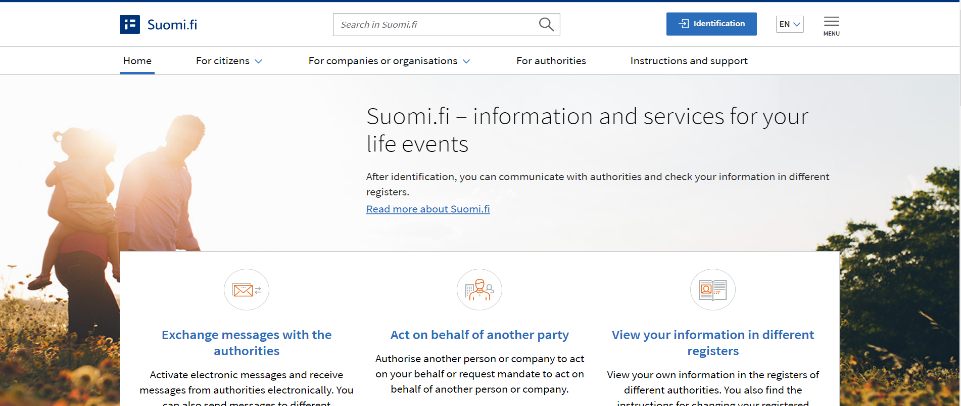 Suomi.fi
Search in Suomi.fi
Identification
EN
MENU
Home
For citizens
For companies or organisations
For authorities
Instructions and support
Suomi.fi – information and services for your
life events
After identification, you can communicate with authorities and check your information in different
registers.
Read more about Suomi.fi
Exchange messages with the
authorities
Activate electronic messages and receive
messages from authorities electronically. You
can also send messages to different
Act on behalf of another party
Authorise another person or company to act
on your behalf or request mandate to act on
behalf of another person or company.
View your information in different
registers
View your own information in the registers of
different authorities. You also find the
instructions for changing your registered